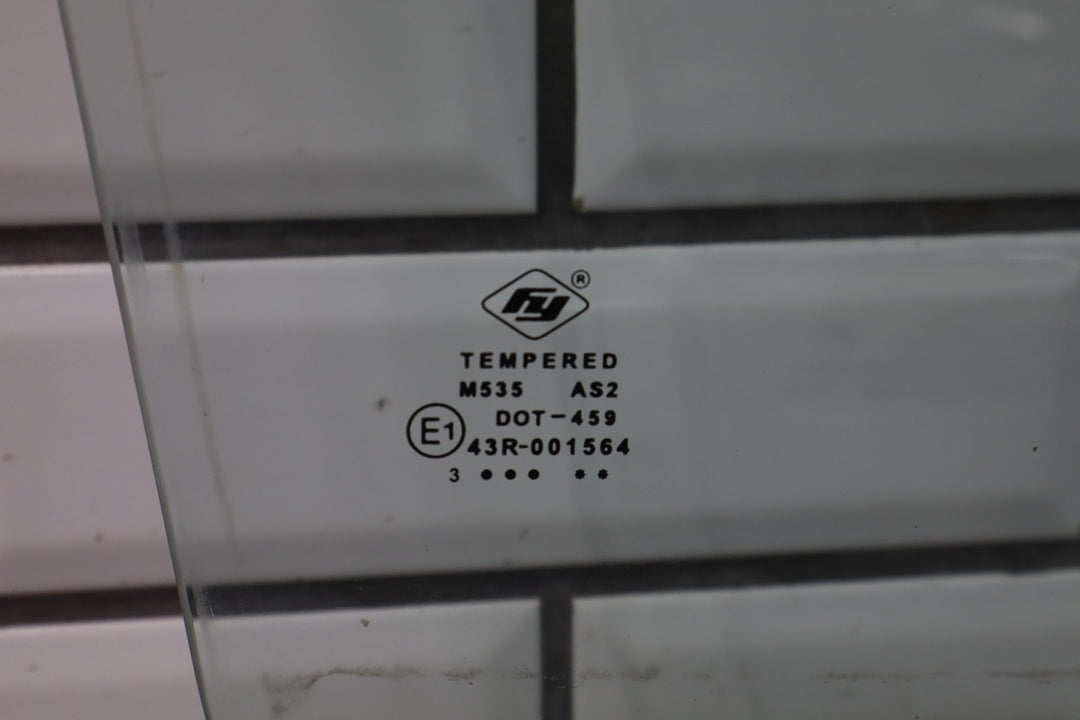 fy ®
TEMPERED
M535 AS2
DOT-459
E1 43R-001564
3 ●●● **